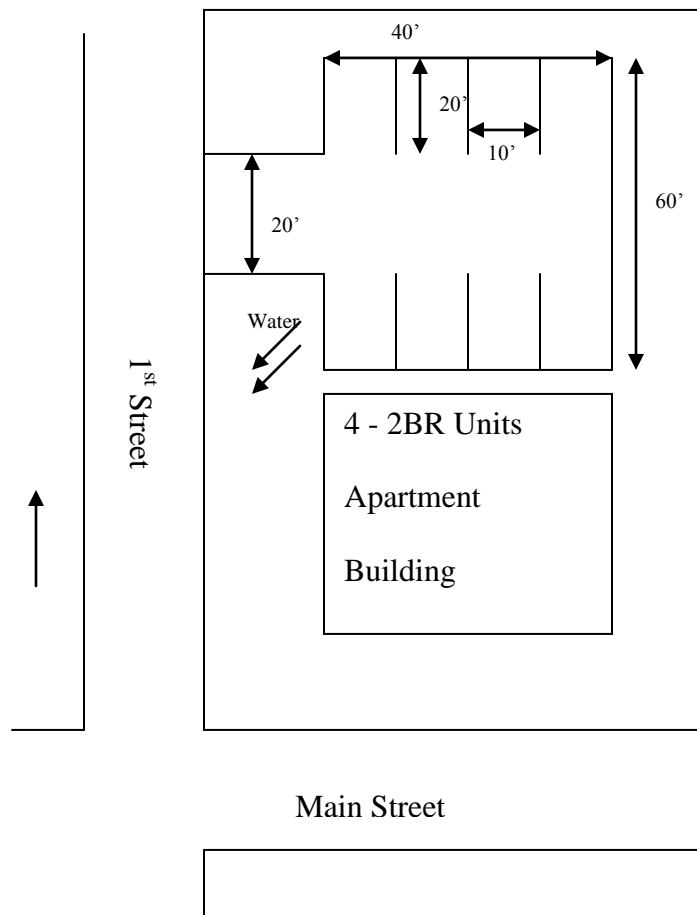 40’
20’
10’
60’
20’
Water
1st Street
4 - 2BR Units
Apartment
Building
Main Street